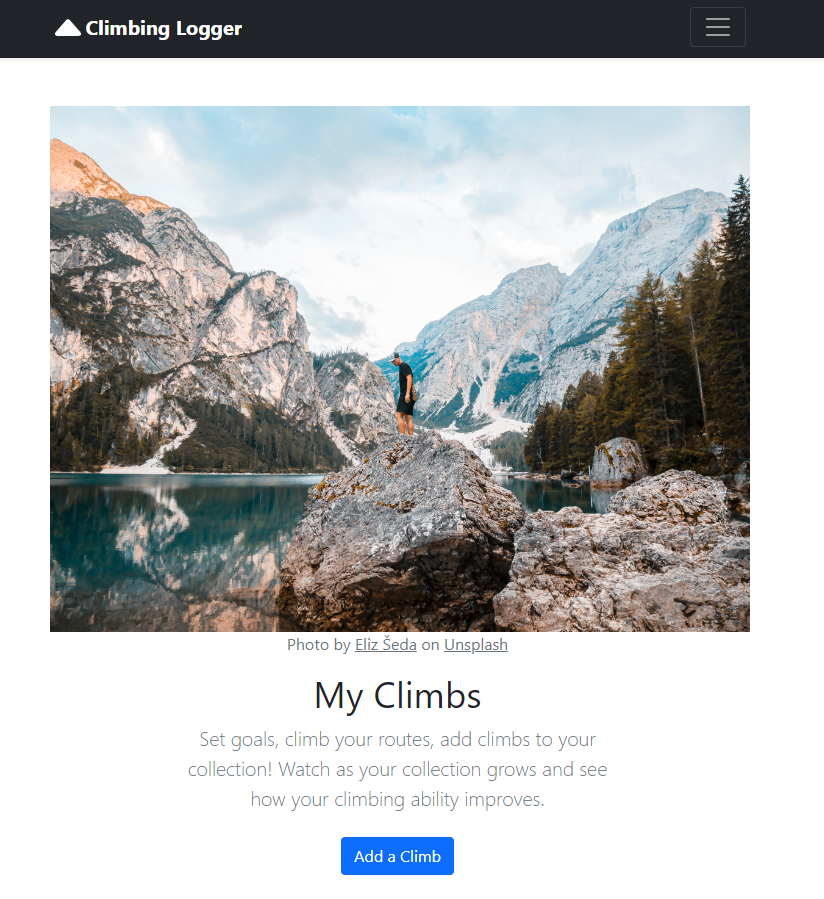 Climbing Logger
Photo by Eliz Šeda on Unsplash
My Climbs
Set goals, climb your routes, add climbs to your
collection! Watch as your collection grows and see
how your climbing ability improves.
Add a Climb